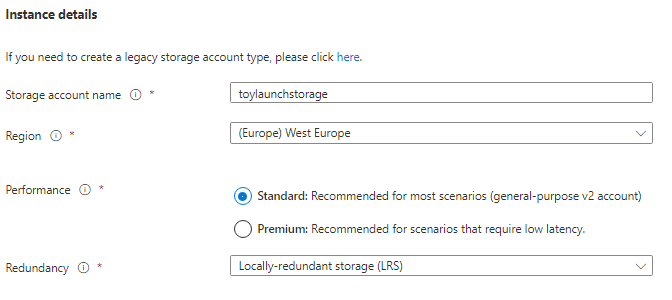 Instance details
If you need to create a legacy storage account type, please click here.
Storage account name ⓘ * toylaunchstorage
Region ⓘ * (Europe) West Europe
Performance ⓘ * Standard: Recommended for most scenarios (general-purpose v2 account)
Premium: Recommended for scenarios that require low latency.
Redundancy ⓘ * Locally-redundant storage (LRS)